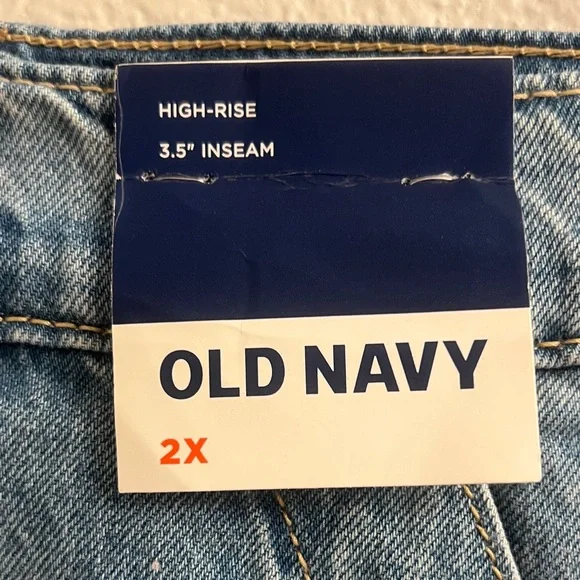 HIGH-RISE
3.5" INSEAM
OLD NAVY
2X